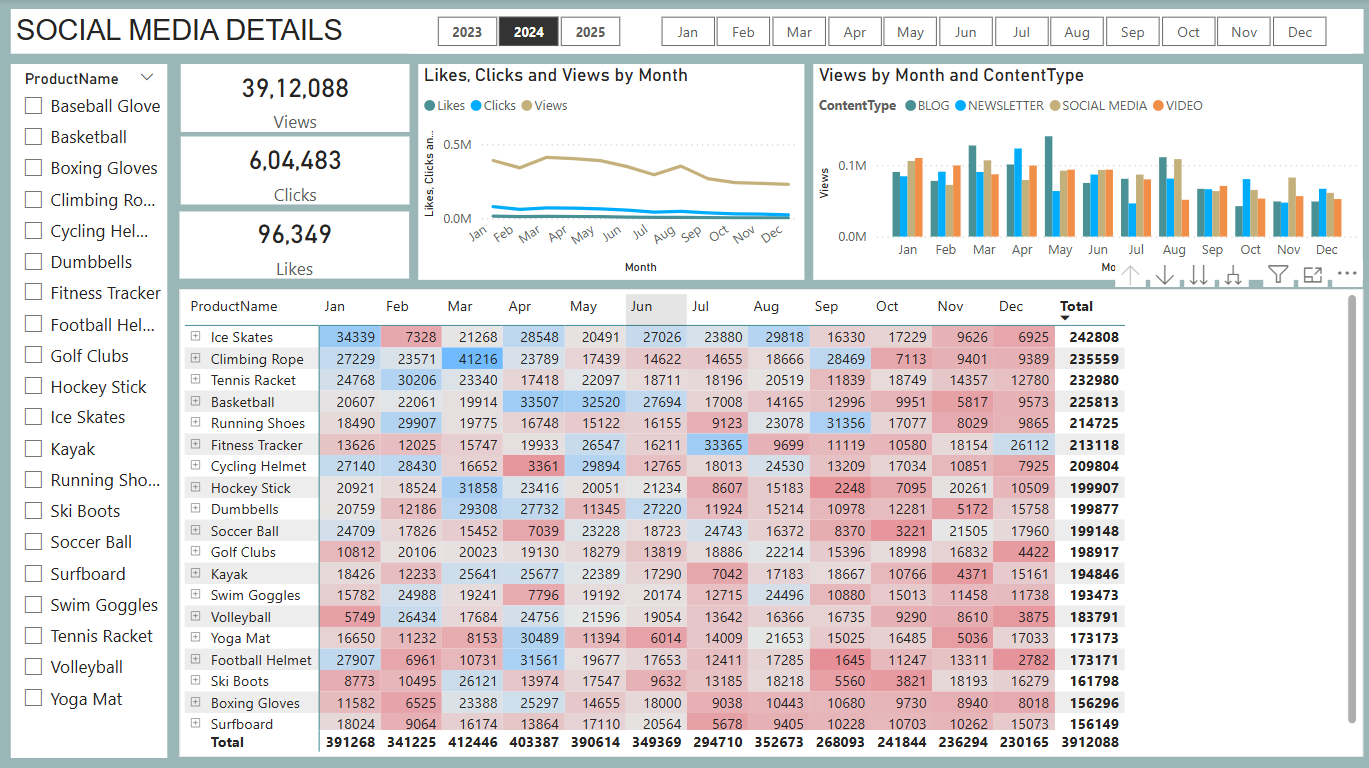 SOCIAL MEDIA DETAILS
2023 2024 2025
Jan Feb Mar Apr May Jun Jul Aug Sep Oct Nov Dec
ProductName
Baseball Glove
Basketball
Boxing Gloves
Climbing Ro...
Cycling Hel...
Dumbbells
Fitness Tracker
Football Hel...
Golf Clubs
Hockey Stick
Ice Skates
Kayak
Running Sho...
Ski Boots
Soccer Ball
Surfboard
Swim Goggles
Tennis Racket
Volleyball
Yoga Mat
39,12,088
Views
6,04,483
Clicks
96,349
Likes
Likes, Clicks and Views by Month
Likes Clicks Views
Likes, Clicks an...
0.5M
0.0M
Jan Feb Mar Apr May Jun Jul Aug Sep Oct Nov Dec
Month
Views by Month and ContentType
ContentType BLOG NEWSLETTER SOCIAL MEDIA VIDEO
Views
0.1M
0.0M
Jan Feb Mar Apr May Jun Jul Aug Sep Oct Nov Dec
Mo
ProductName Jan Feb Mar Apr May Jun Jul Aug Sep Oct Nov Dec Total
Ice Skates 34339 7328 21268 28548 20491 27026 23880 29818 16330 17229 9626 6925 242808
Climbing Rope 27229 23571 41216 23789 17439 14622 14655 18666 28469 7113 9401 9389 235559
Tennis Racket 24768 30206 23340 17418 22097 18711 18196 20519 11839 18749 14357 12780 232980
Basketball 20607 22061 19914 33507 32520 27694 17008 14165 12996 9951 5817 9573 225813
Running Shoes 18490 29907 19775 16748 15122 16155 9123 23078 31356 17077 8029 9865 214725
Fitness Tracker 13626 12025 15747 19933 26547 16211 33365 9699 11119 10580 18154 26112 213118
Cycling Helmet 27140 28430 16652 3361 29894 12765 18013 24530 13209 17034 10851 7925 209804
Hockey Stick 20921 18524 31858 23416 20051 21234 8607 15183 2248 7095 20261 10509 199907
Dumbbells 20759 12186 29308 27732 11345 27220 11924 15214 10978 12281 5172 15758 199877
Soccer Ball 24709 17826 15452 7039 23228 18723 24743 16372 8370 3221 21505 17960 199148
Golf Clubs 10812 20106 20023 19130 18279 13819 18886 22214 15396 18998 16832 4422 198917
Kayak 18426 12233 25641 25677 22389 17290 7042 17183 18667 10766 4371 15161 194846
Swim Goggles 15782 24988 19241 7796 19192 20174 12715 24496 10880 15013 11458 11738 193473
Volleyball 5749 26434 17684 24756 21596 19054 13642 16366 16735 9290 8610 3875 183791
Yoga Mat 16650 11232 8153 30489 11394 6014 14009 21653 15025 16485 5036 17033 173173
Football Helmet 27907 6961 10731 31561 19677 17653 12411 17285 1645 11247 13311 2782 173171
Ski Boots 8773 10495 26121 13974 17547 9632 13185 18218 5560 3821 18193 16279 161798
Boxing Gloves 11582 6525 23388 25297 14655 18000 9038 10443 10680 9730 8940 8018 156296
Surfboard 18024 9064 16174 13864 17110 20564 5678 9405 10228 10703 10262 15073 156149
Total 391268 341225 412446 403387 390614 349369 294710 352673 268093 241844 236294 230165 3912088